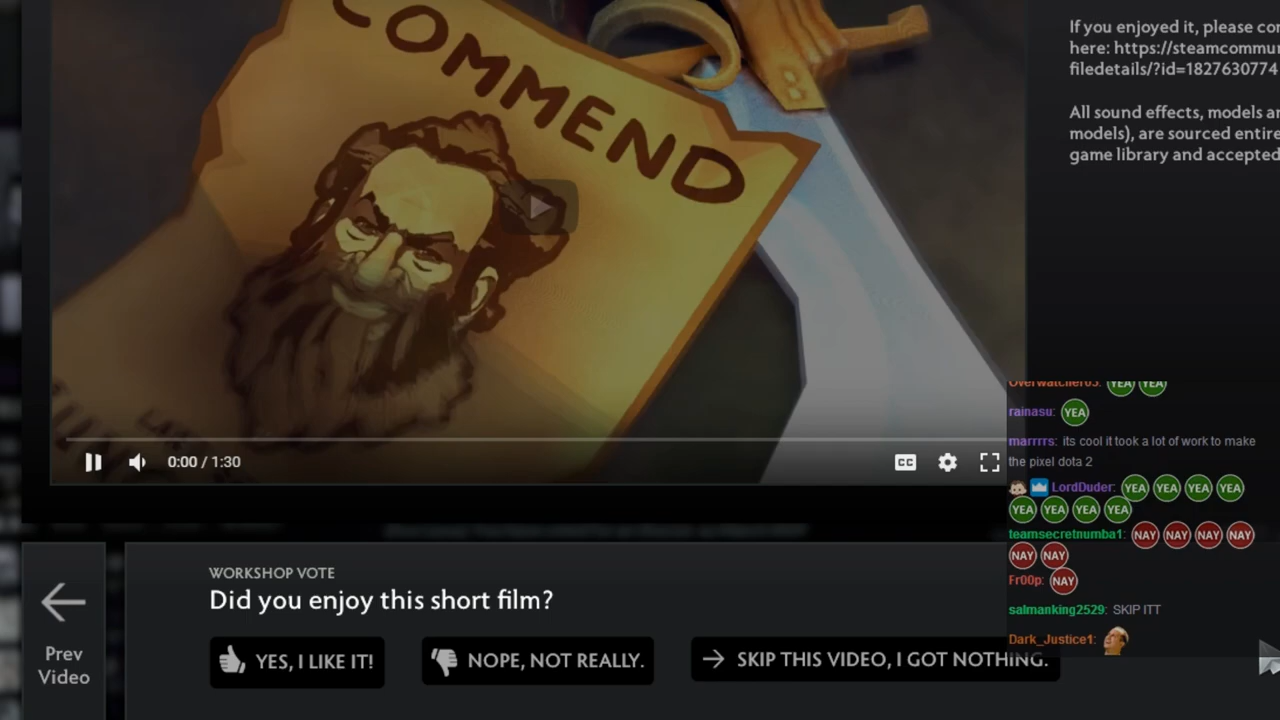 COMMEND
If you enjoyed it, please
here: https://steamcommu
filedetails/?id=1827630774
All sound effects, models
models), are sourced
game library and accepted
YEA YEA
rainasu: YEA
marrrrs: its cool it took a lot of work to make
the pixel dota 2
LordDuder: YEA YEA YEA YEA
YEA YEA YEA YEA
teamsecretnumba1: NAY NAY NAY NAY
NAY NAY
Fr00p: NAY
salmanking2529: SKIP ITT
Dark_Justice1:
0:00 / 1:30
CC
WORKSHOP VOTE
Did you enjoy this short film?
Prev
Video
YES, I LIKE IT!
NOPE, NOT REALLY.
SKIP THIS VIDEO, I GOT NOTHING.